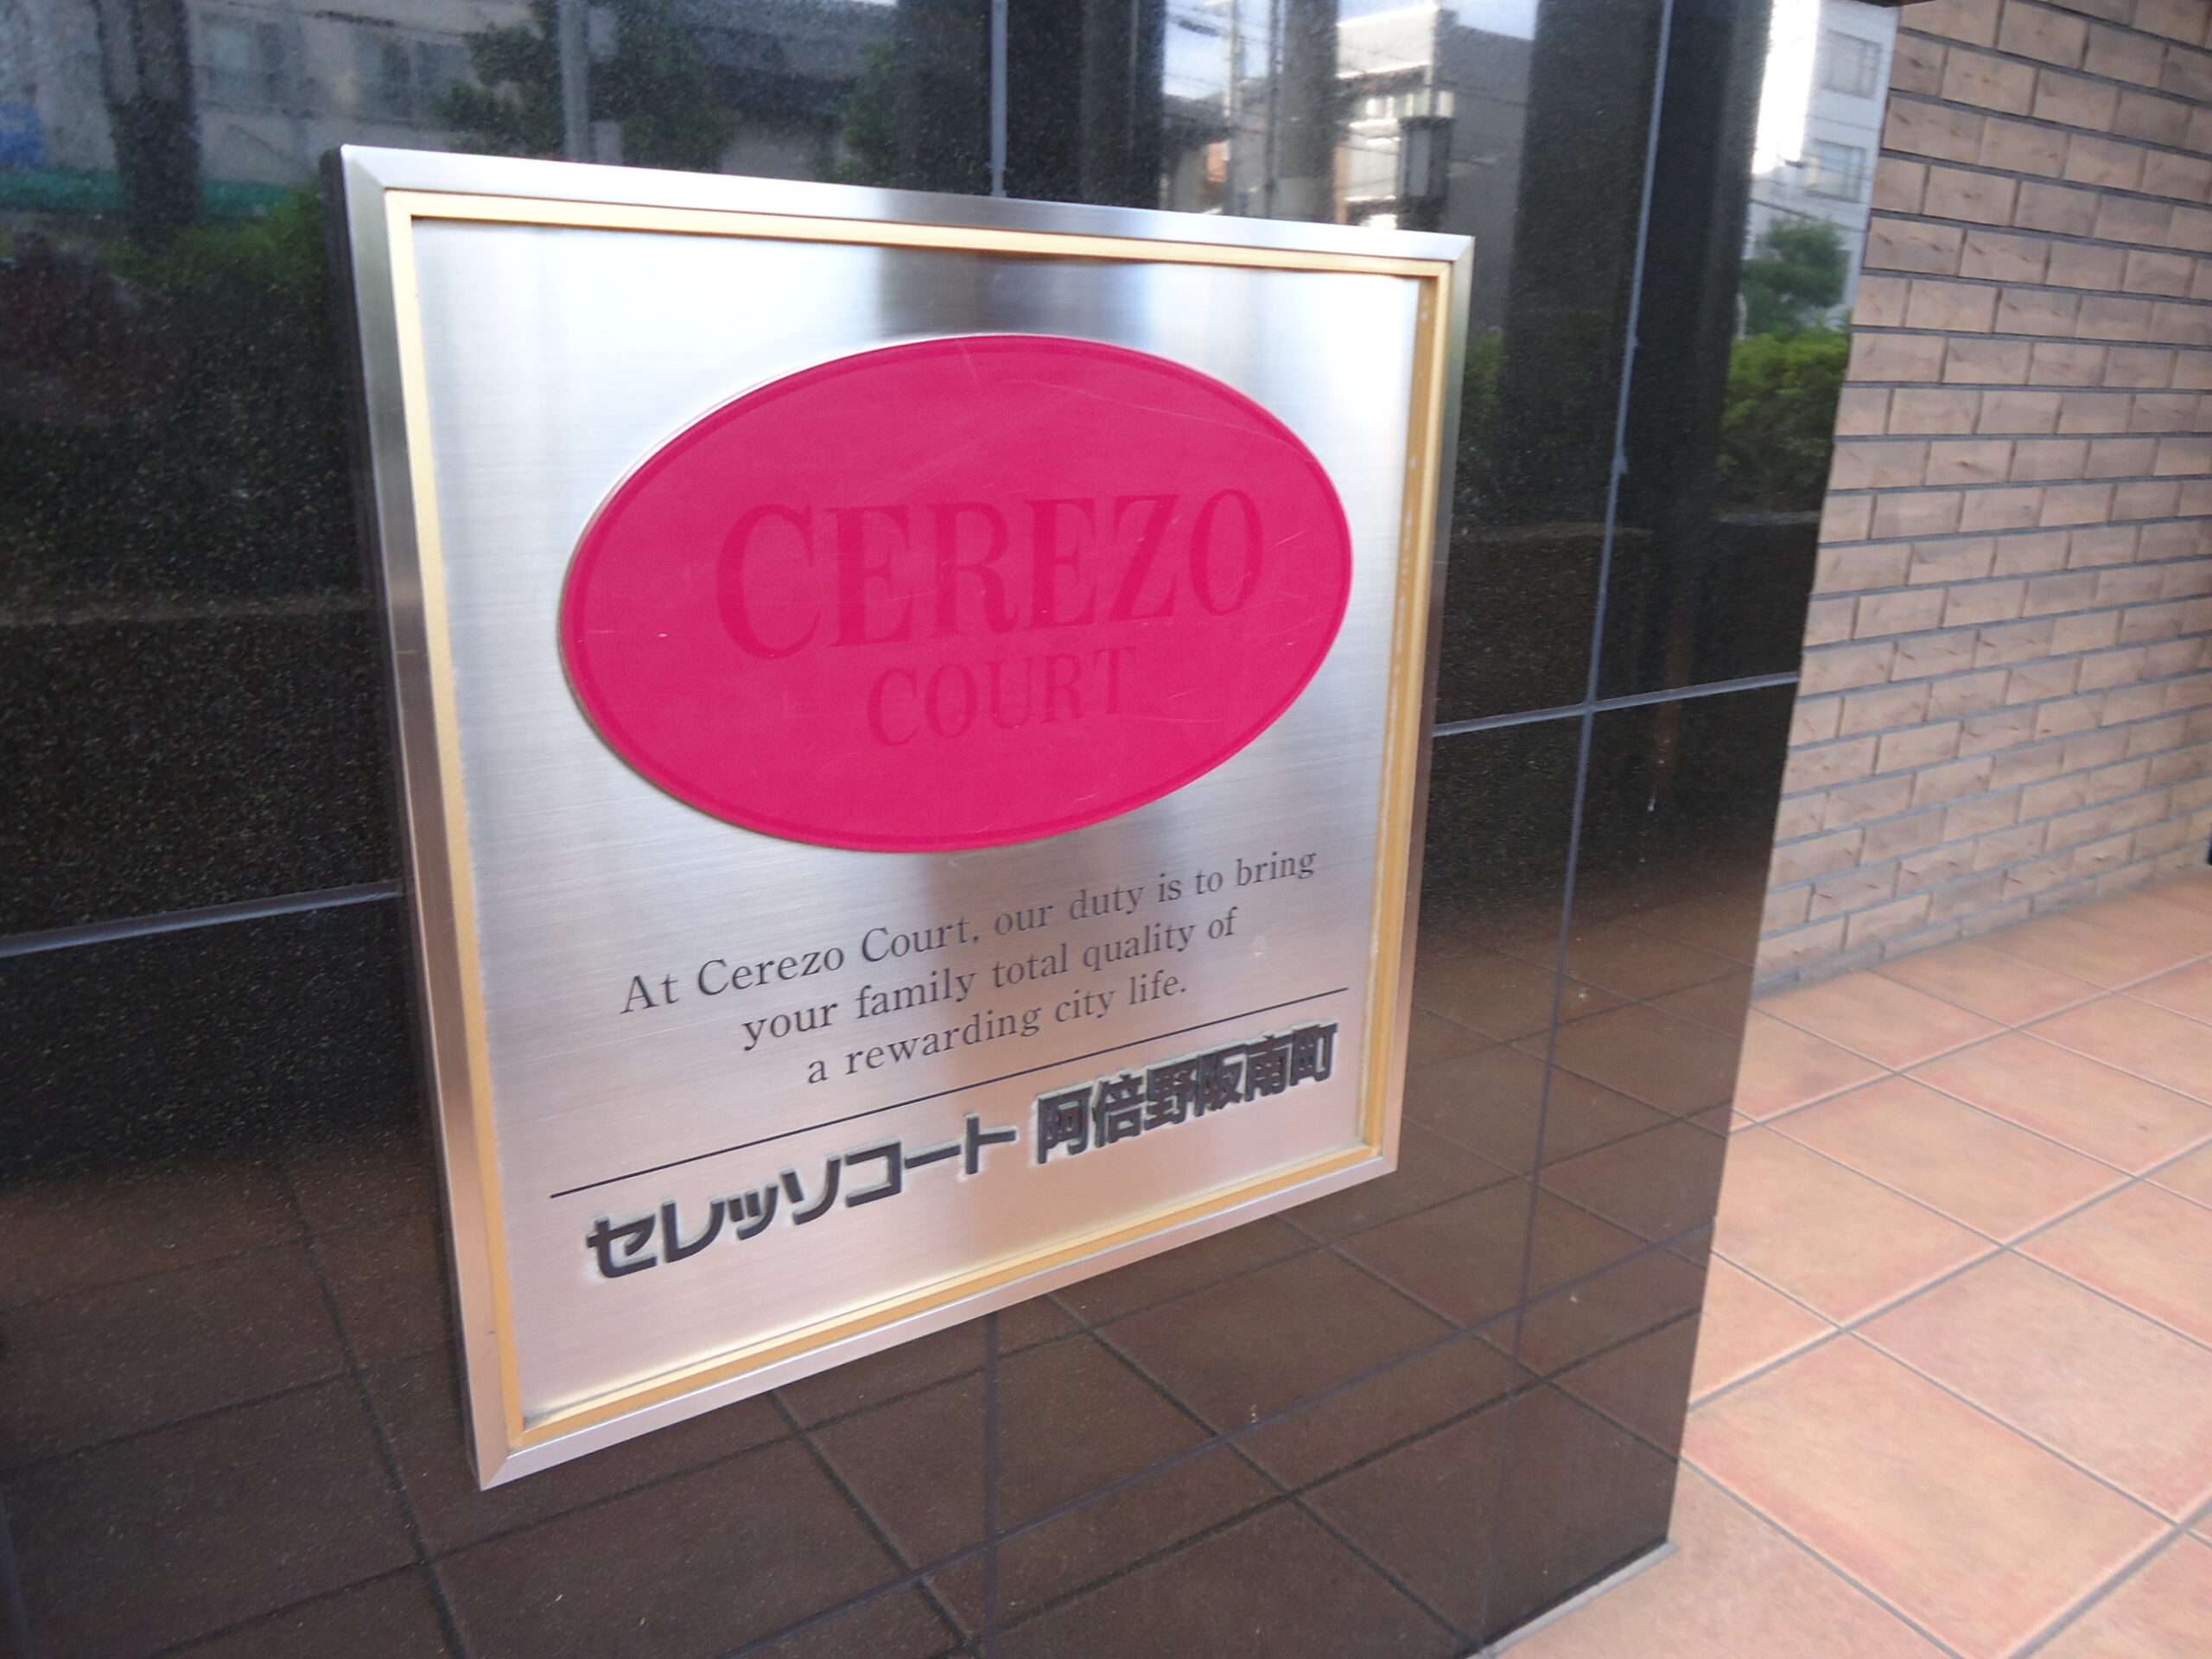 CEREZO
COURT
At Cerezo Court, our duty is to bring
your family total quality of
a rewarding city life.
セレッソコート 阿倍野阪南町